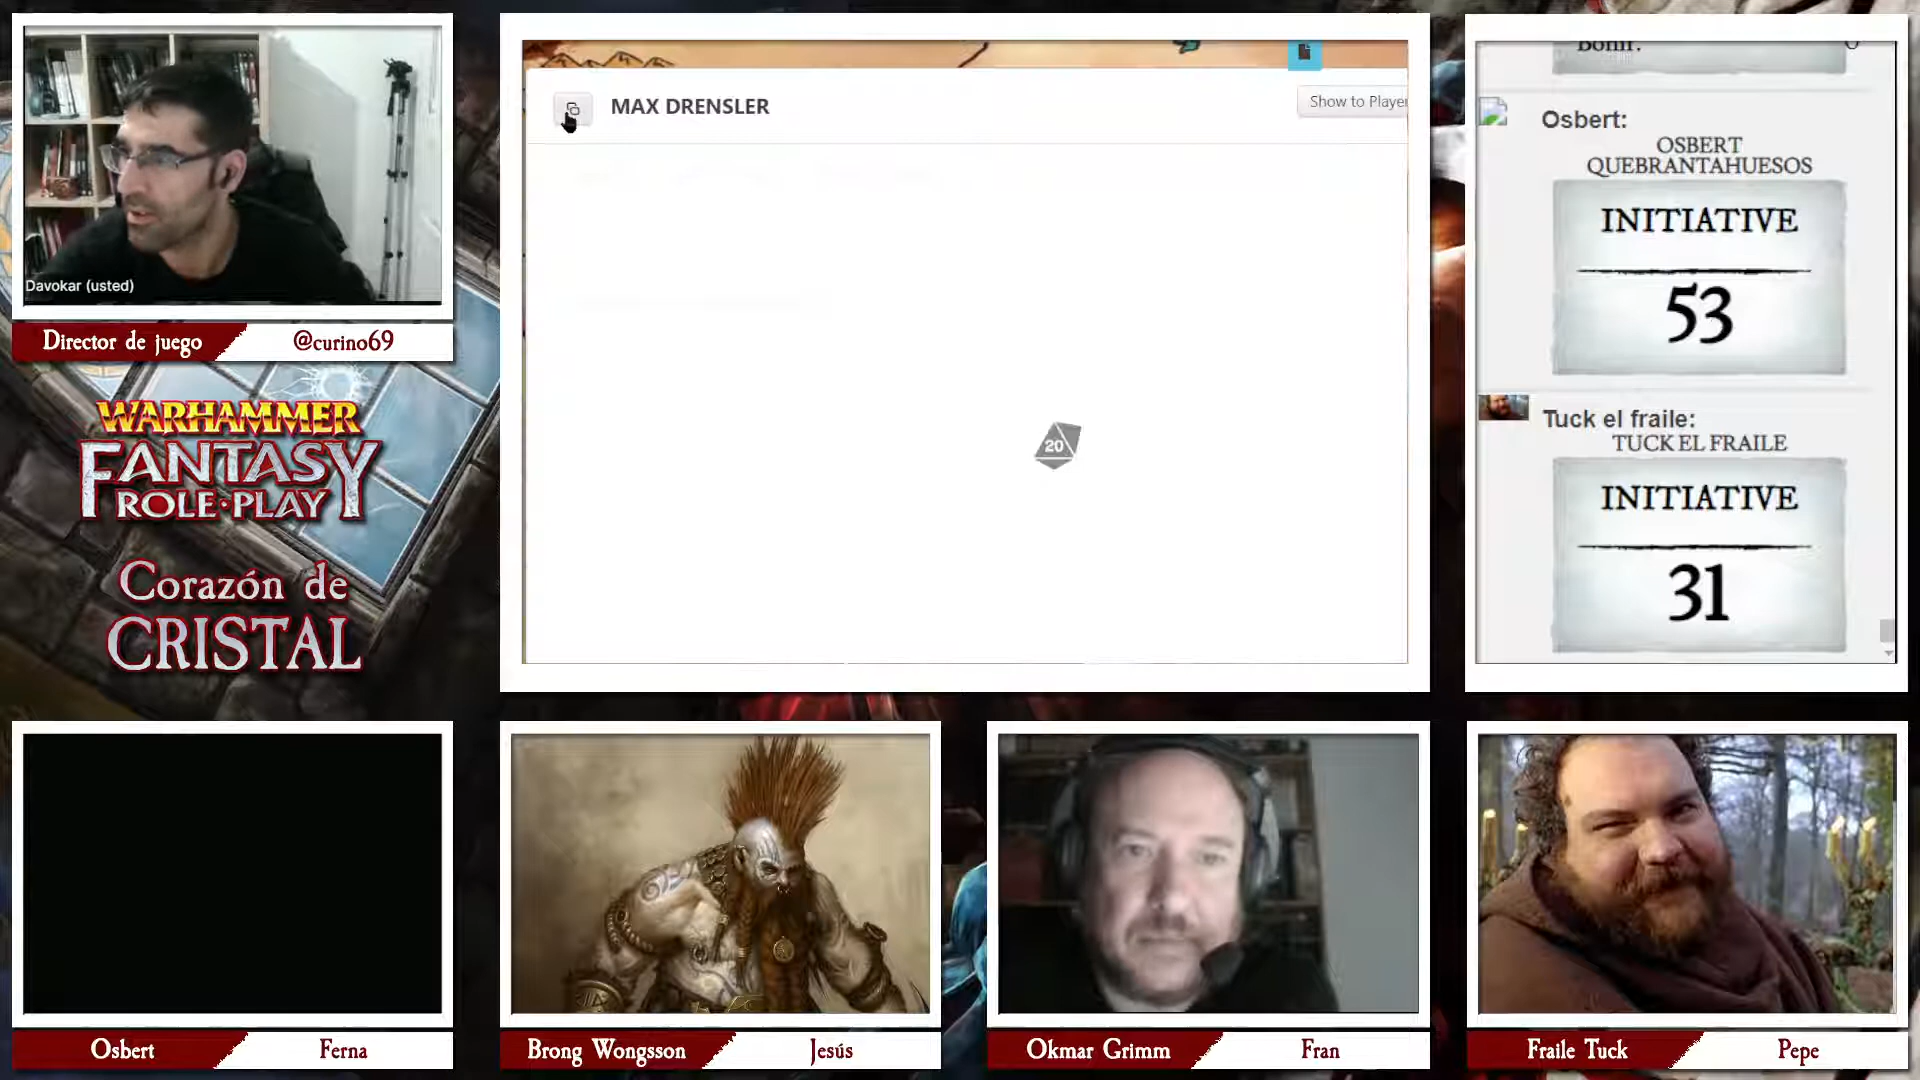 Davokar (usted)
Director de juego
@curino69
WARHAMMER
FANTASY
ROLE·PLAY
Corazón de
CRISTAL
MAX DRENSLER
Show to Player
20
Osbert:
OSBERT
QUEBRANTAHUESOS
INITIATIVE
53
Tuck el fraile:
TUCK EL FRAILE
INITIATIVE
31
Osbert
Ferna
Brong Wongsson
Jesús
Okmar Grimm
Fran
Fraile Tuck
Pepe